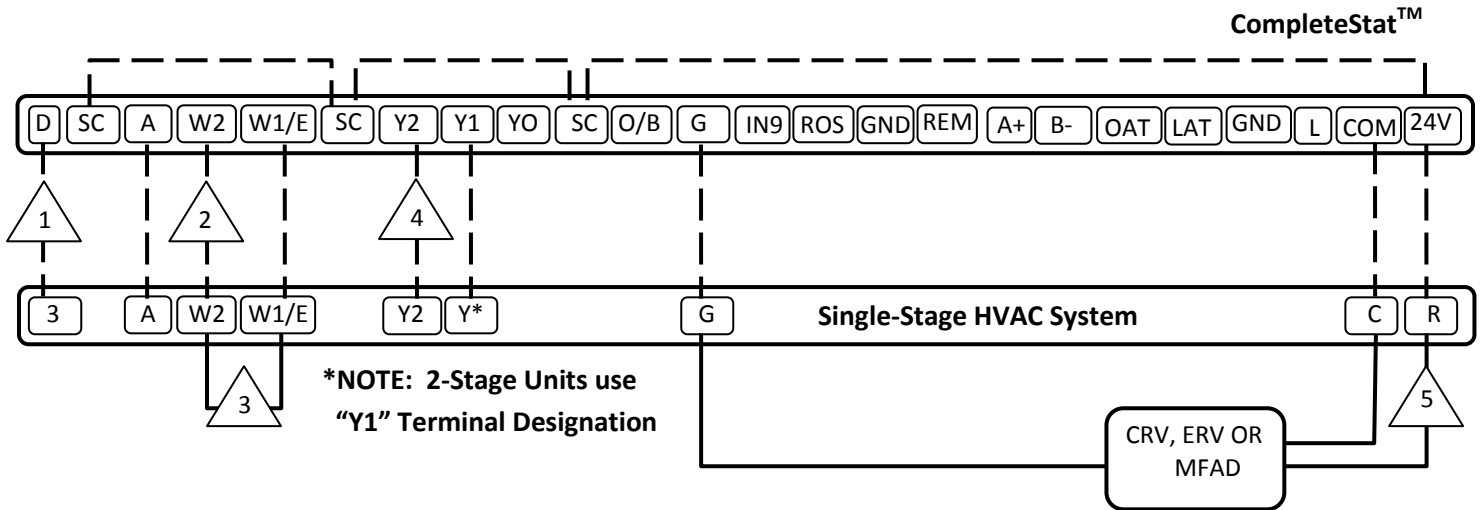 CompleteStat™
D SC A W2 W1/E SC Y2 Y1 YO SC O/B G IN9 ROS GND REM A+ B- OAT LAT GND L COM 24V
1 2 4
3 A W2 W1/E Y2 Y* G Single-Stage HVAC System C R
3
*NOTE: 2-Stage Units use
“Y1” Terminal Designation
5
CRV, ERV OR
MFAD